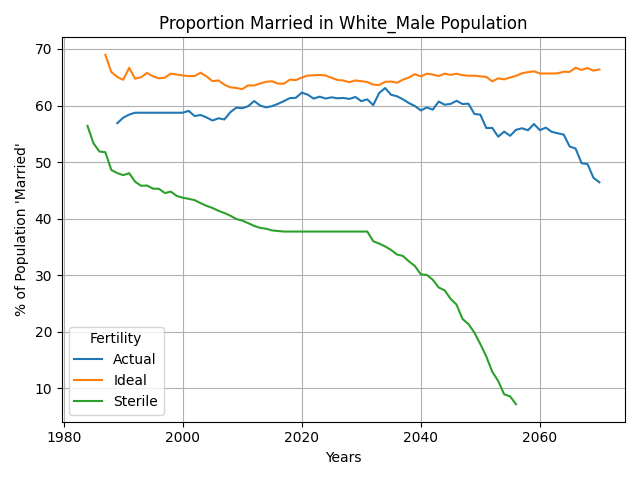 Proportion Married in White_Male Population
% of Population 'Married'
70
60
50
40
30
20
10
Fertility
Actual
Ideal
Sterile
1980
2000
2020
2040
2060
Years